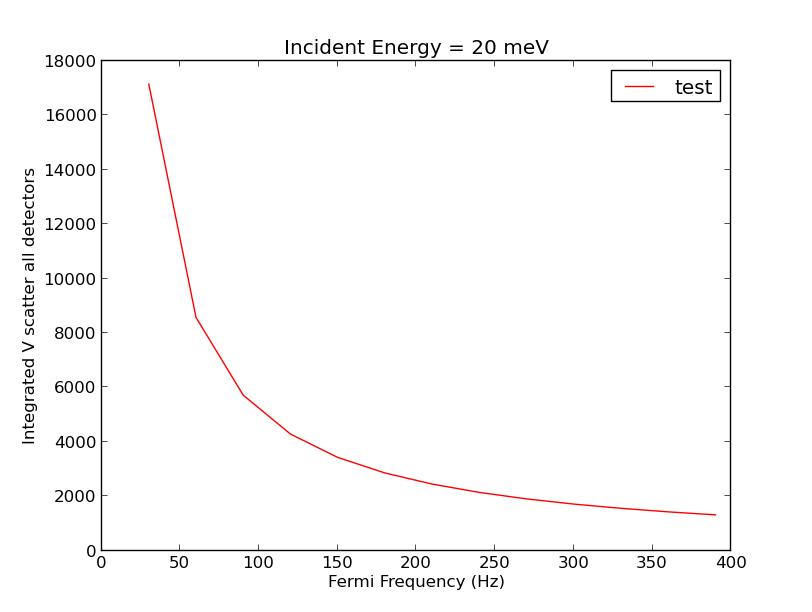 Incident Energy = 20 meV
test
Integrated V scatter all detectors
18000
16000
14000
12000
10000
8000
6000
4000
2000
0
0 50 100 150 200 250 300 350 400
Fermi Frequency (Hz)